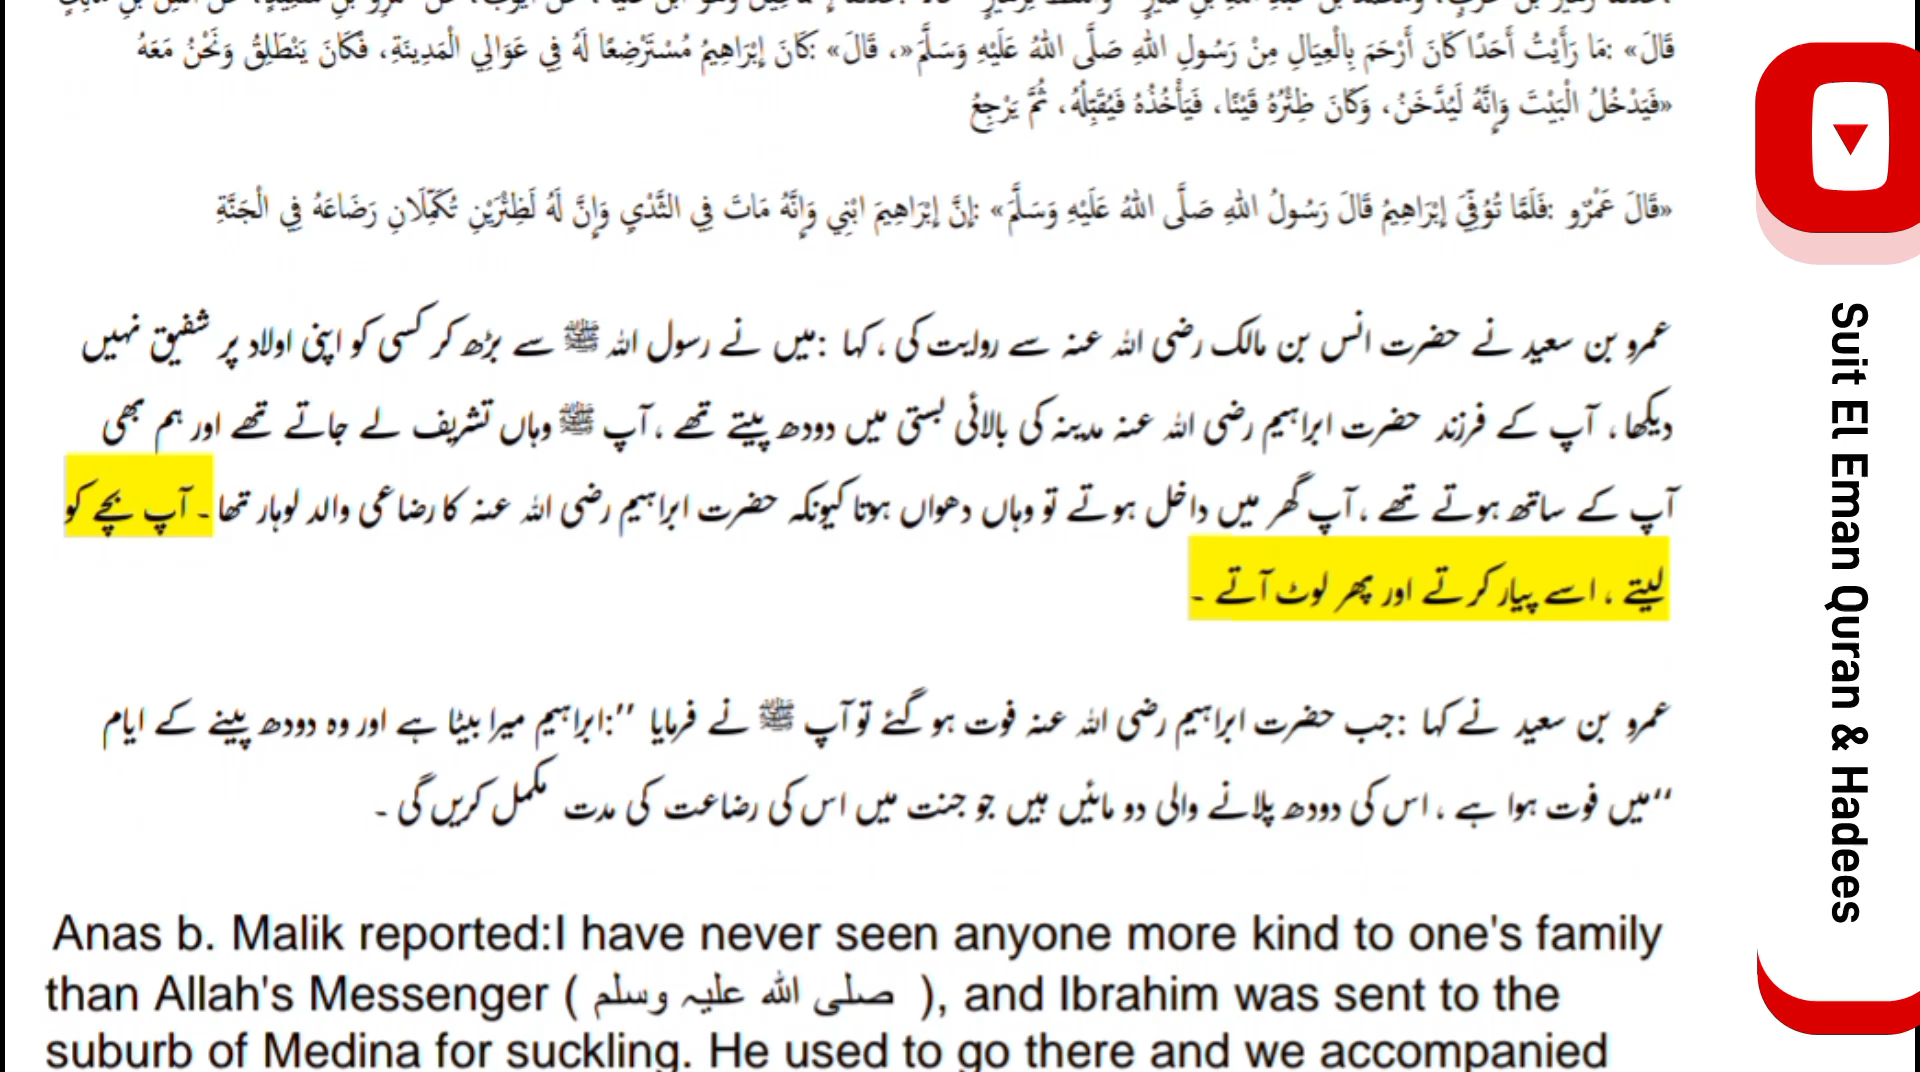 قَالَ» :مَا رَأَيْتُ أَحَدًا كَانَ أَرْحَمَ بِالْعِيَالِ مِنْ رَسُولِ اللهِ صَلَّى اللهُ عَلَيْهِ وَسَلَّمَ«، قَالَ» :كَانَ إِبْرَاهِيمُ مُسْتَرْضِعًا لَهُ فِي عَوَالِي الْمَدِينَةِ، فَكَانَ يَنْطَلِقُ وَنَحْنُ مَعَهُ
«فَيَدْخُلُ الْبَيْتَ وَإِنَّهُ لَيُدَّخَنُ، وَكَانَ ظِئْرُهُ قَيْنًا، فَيَأْخُذُهُ فَيُقَبِّلُهُ، ثُمَّ يَرْجِعُ
«قَالَ عَمْرٌو :فَلَمَّا تُوُفِّيَ إِبْرَاهِيمُ قَالَ رَسُولُ اللهِ صَلَّى اللهُ عَلَيْهِ وَسَلَّمَ» :إِنَّ إِبْرَاهِيمَ ابْنِي وَإِنَّهُ مَاتَ فِي الثَّدْيِ وَإِنَّ لَهُ لَظِئْرَيْنِ تُكَمِّلَانِ رَضَاعَهُ فِي الْجَنَّةِ
عمرو بن سعید نے حضرت انس بن مالک رضی اللہ عنہ سے روایت کی ، کہا :میں نے رسول اللہ ﷺ سے بڑھ کر کسی کو اپنی اولاد پر شفیق نہیں
دیکھا ، آپ کے فرزند حضرت ابراہیم رضی اللہ عنہ مدینہ کی بالائی بستی میں دودھ پیتے تھے ، آپ ﷺ وہاں تشریف لے جاتے تھے اور ہم بھی
آپ کے ساتھ ہوتے تھے ، آپ گھر میں داخل ہوتے تو وہاں دھواں ہوتا کیونکہ حضرت ابراہیم رضی اللہ عنہ کا رضاعی والد لوہار تھا ۔ آپ بچے کو
لیتے ، اسے پیار کرتے اور پھر لوٹ آتے ۔
عمرو بن سعید نے کہا :جب حضرت ابراہیم رضی اللہ عنہ فوت ہو گئے تو آپ ﷺ نے فرمایا ’’:ابراہیم میرا بیٹا ہے اور وہ دودھ پینے کے ایام
‘‘میں فوت ہوا ہے ، اس کی دودھ پلانے والی دو مائیں ہیں جو جنت میں اس کی رضاعت کی مدت مکمل کریں گی ۔
Anas b. Malik reported:I have never seen anyone more kind to one's family
than Allah's Messenger ( صلی اللہ علیہ وسلم ), and Ibrahim was sent to the
suburb of Medina for suckling. He used to go there and we accompanied
Suit El Eman Quran & Hadees